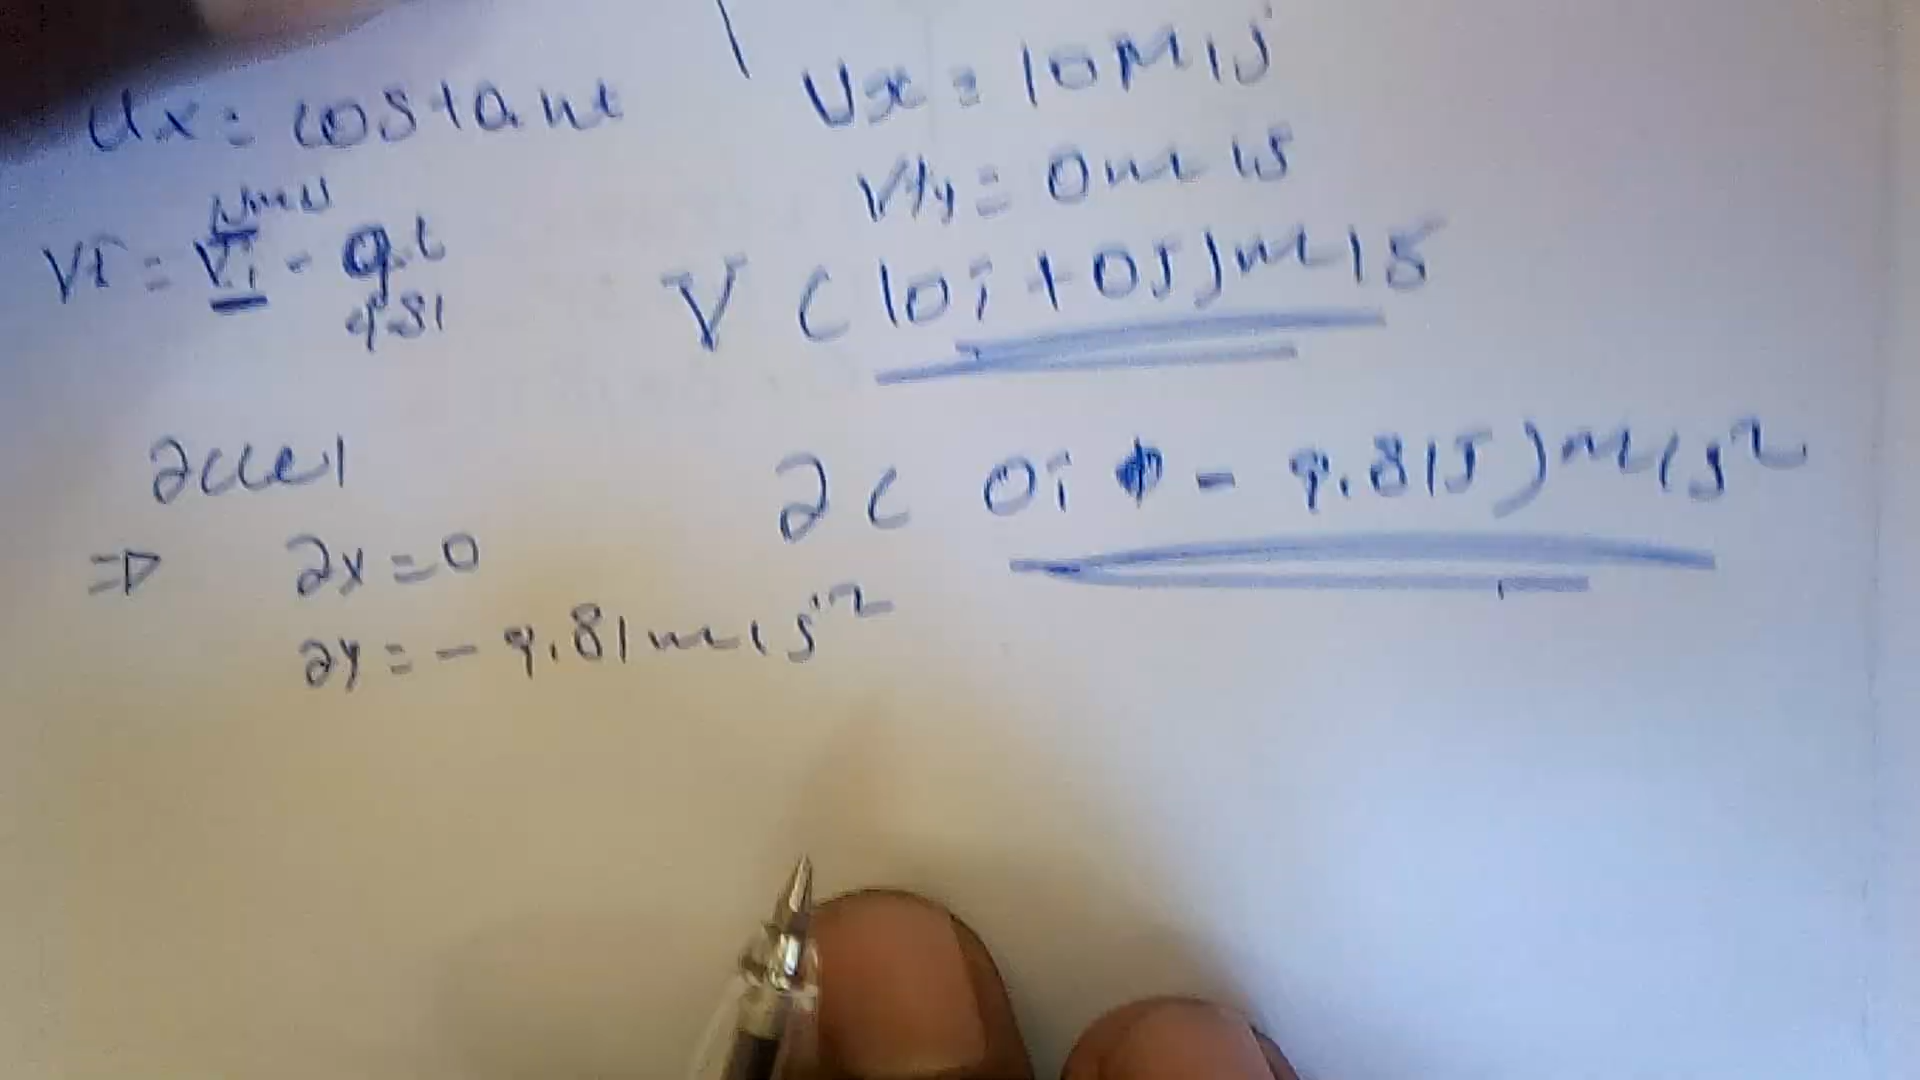 Ux = costant
Ux = 10 m/s
Vfy = 0 m/s
Vf = Vi - g.t
9.81
V ( 10i + 0j ) m/s
accel
a ( 0i - 9.81j ) m/s²
⇒ ax = 0
ay = - 9.81 m/s²